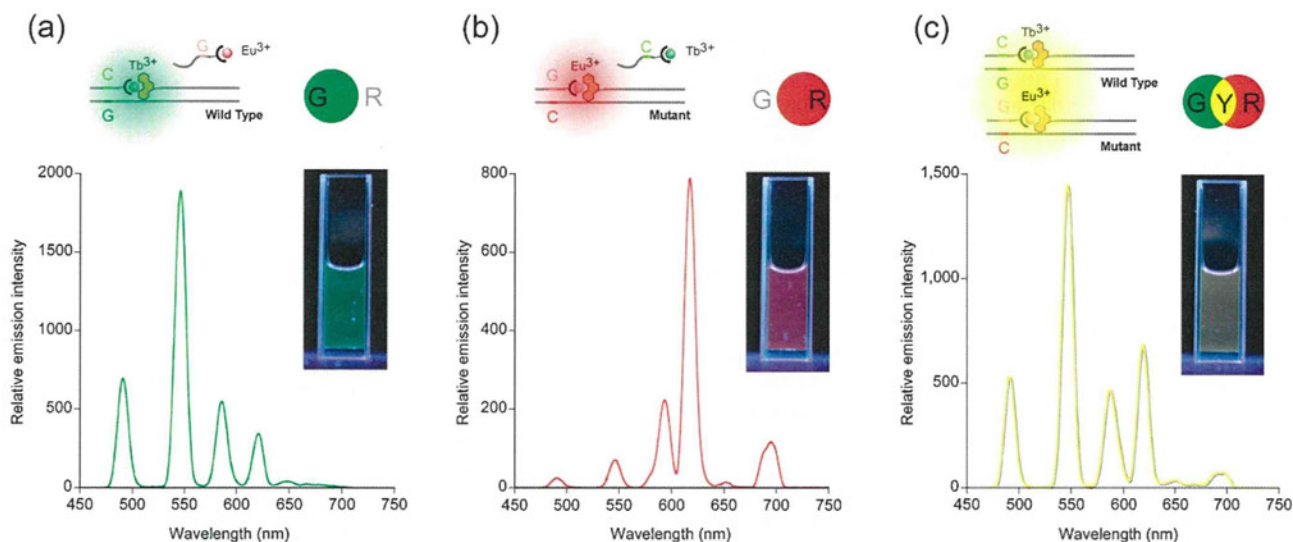 (a)
G
Eu3+
Tb3+
C
G
Wild Type
G R
2000
1500
1000
500
0
450 500 550 600 650 700 750
Relative emission intensity
Wavelength (nm)
(b)
C
Tb3+
Eu3+
G
C
Mutant
G R
800
600
400
200
0
450 500 550 600 650 700 750
Relative emission intensity
Wavelength (nm)
(c)
C
Tb3+
G
Wild Type
G
Eu3+
C
Mutant
G Y R
1,500
1,000
500
0
450 500 550 600 650 700 750
Relative emission intensity
Wavelength (nm)